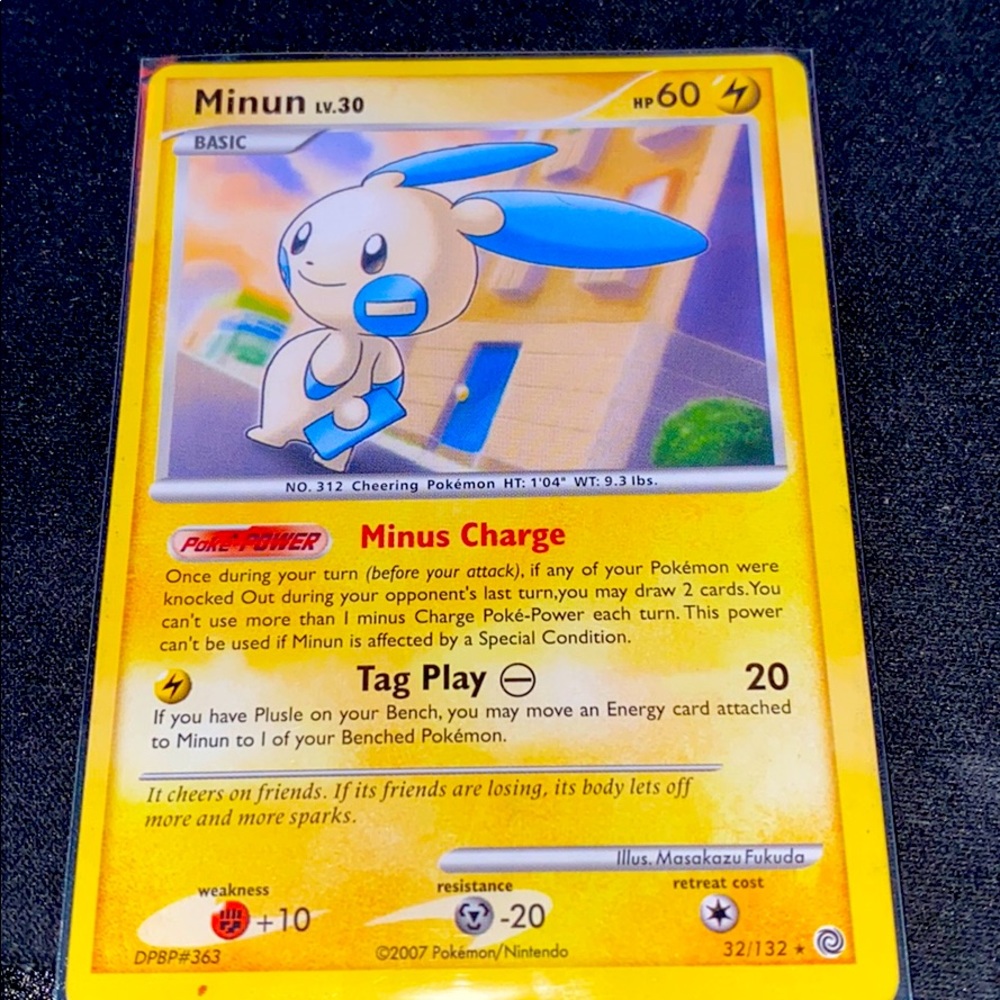 Minun LV.30 HP 60
BASIC
NO. 312 Cheering Pokémon HT: 1'04" WT: 9.3 lbs.
Poké-POWER Minus Charge
Once during your turn (before your attack), if any of your Pokémon were
knocked Out during your opponent's last turn,you may draw 2 cards.You
can't use more than 1 minus Charge Poké-Power each turn. This power
can't be used if Minun is affected by a Special Condition.
Tag Play 20
If you have Plusle on your Bench, you may move an Energy card attached
to Minun to 1 of your Benched Pokémon.
It cheers on friends. If its friends are losing, its body lets off
more and more sparks.
Illus. Masakazu Fukuda
weakness resistance retreat cost
+10 -20
DPBP#363 ©2007 Pokémon/Nintendo 32/132 ★